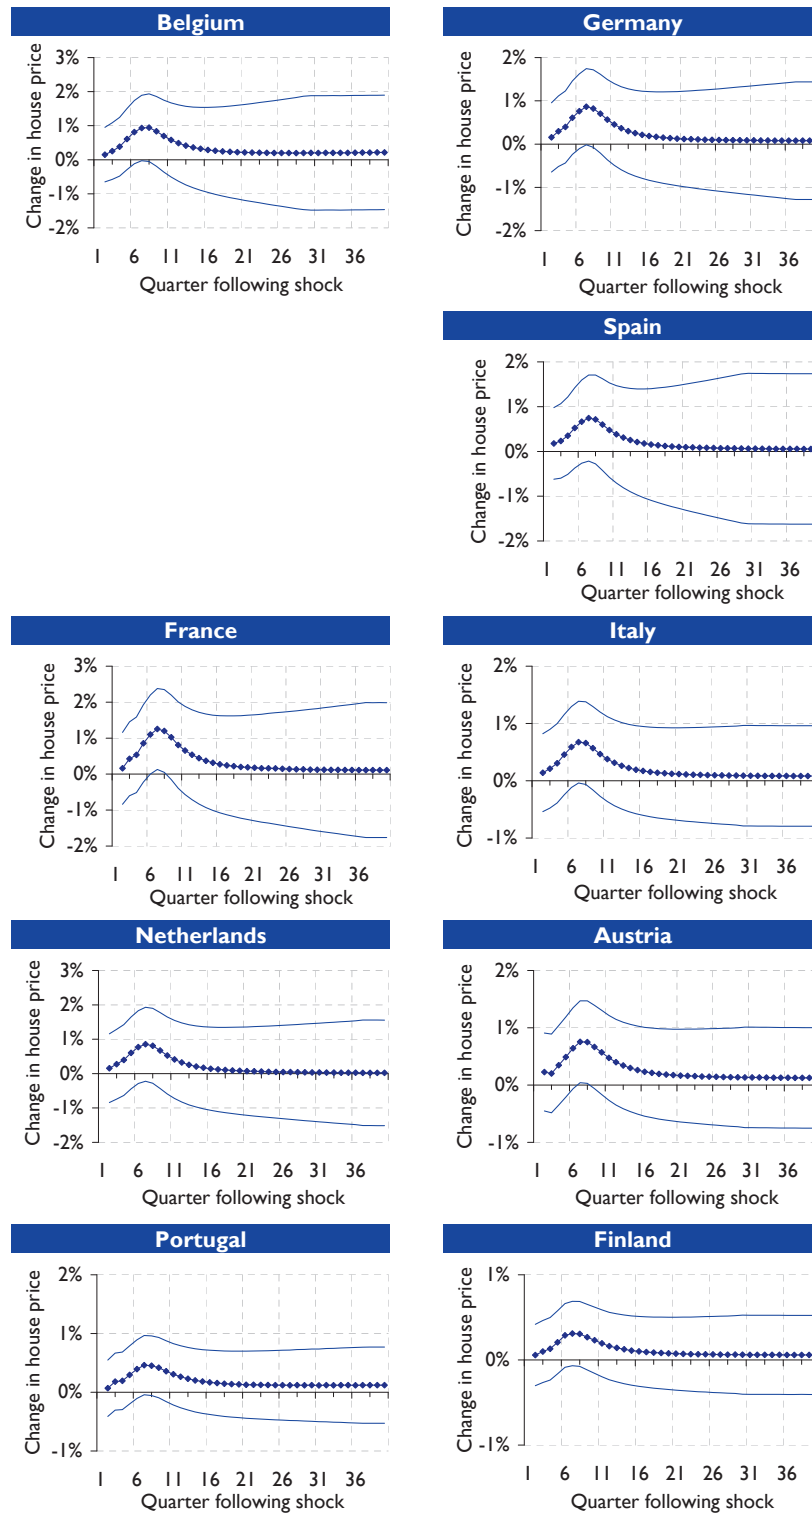 Belgium
Change in house price
3%
2%
1%
0%
-1%
-2%
1 6 11 16 21 26 31 36
Quarter following shock
Germany
Change in house price
2%
1%
0%
-1%
-2%
1 6 11 16 21 26 31 36
Quarter following shock
Spain
Change in house price
2%
1%
0%
-1%
-2%
1 6 11 16 21 26 31 36
Quarter following shock
France
Change in house price
3%
2%
1%
0%
-1%
-2%
1 6 11 16 21 26 31 36
Quarter following shock
Italy
Change in house price
2%
1%
0%
-1%
1 6 11 16 21 26 31 36
Quarter following shock
Netherlands
Change in house price
3%
2%
1%
0%
-1%
-2%
1 6 11 16 21 26 31 36
Quarter following shock
Austria
Change in house price
2%
1%
0%
-1%
1 6 11 16 21 26 31 36
Quarter following shock
Portugal
Change in house price
2%
1%
0%
-1%
1 6 11 16 21 26 31 36
Quarter following shock
Finland
Change in house price
1%
0%
-1%
1 6 11 16 21 26 31 36
Quarter following shock